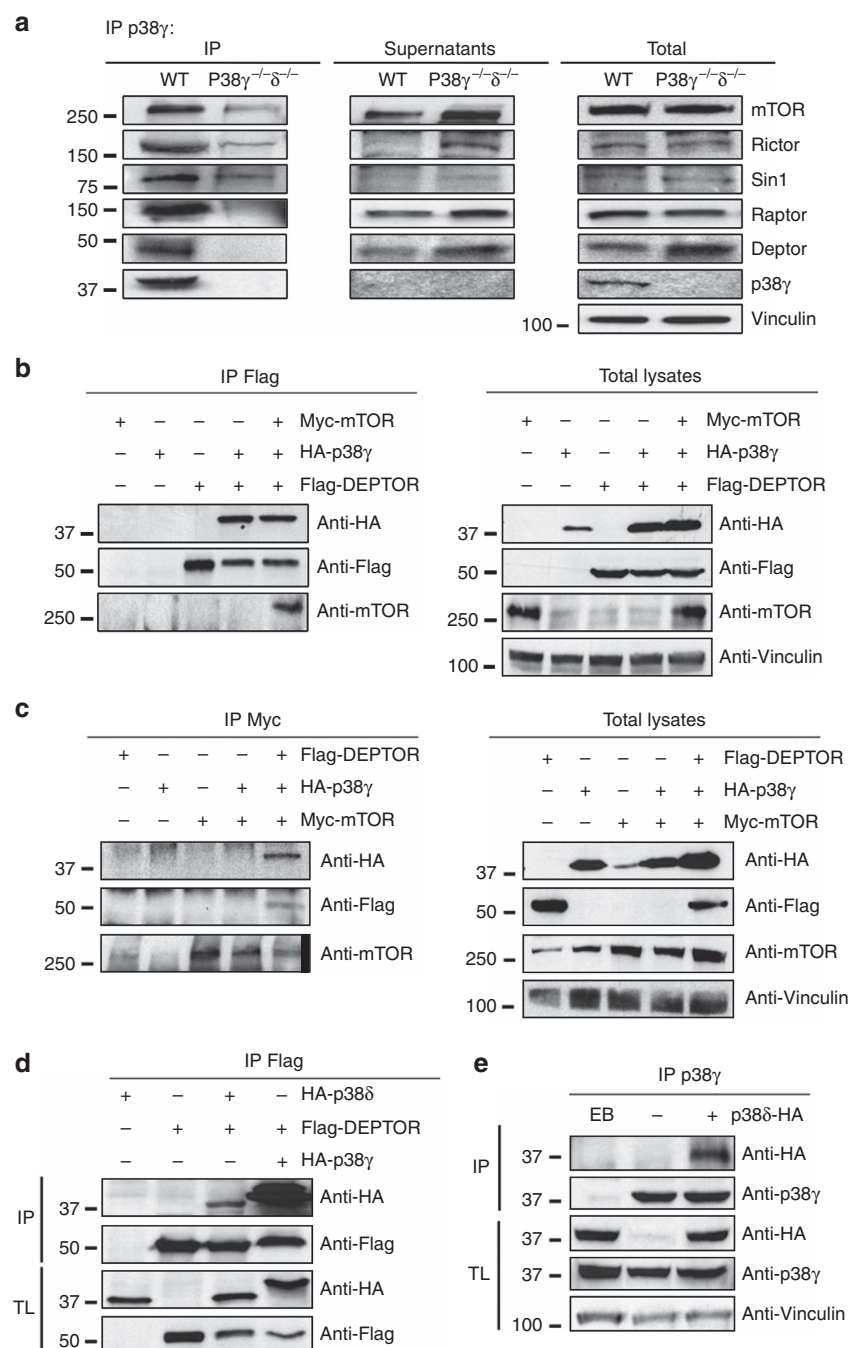 a
IP p38γ:
IP Supernatants Total
WT P38γ−/−δ−/− WT P38γ−/−δ−/− WT P38γ−/−δ−/−
250 mTOR
150 Rictor
75 Sin1
150 Raptor
50 Deptor
37 p38γ
100 Vinculin
b
IP Flag
+ – – – + Myc-mTOR
– + – + + HA-p38γ
– – + + + Flag-DEPTOR
37 Anti-HA
50 Anti-Flag
250 Anti-mTOR
Total lysates
+ – – – + Myc-mTOR
– + – + + HA-p38γ
– – + + + Flag-DEPTOR
37 Anti-HA
50 Anti-Flag
250 Anti-mTOR
100 Anti-Vinculin
c
IP Myc
+ – – – + Flag-DEPTOR
– + – + + HA-p38γ
– – + + + Myc-mTOR
37 Anti-HA
50 Anti-Flag
250 Anti-mTOR
Total lysates
+ – – – + Flag-DEPTOR
– + – + + HA-p38γ
– – + + + Myc-mTOR
37 Anti-HA
50 Anti-Flag
250 Anti-mTOR
100 Anti-Vinculin
d
IP Flag
+ – + – HA-p38δ
– + + + Flag-DEPTOR
– – – + HA-p38γ
IP
37 Anti-HA
50 Anti-Flag
TL
37 Anti-HA
50 Anti-Flag
e
IP p38γ
EB – + p38δ-HA
IP
37 Anti-HA
37 Anti-p38γ
TL
37 Anti-HA
37 Anti-p38γ
100 Anti-Vinculin